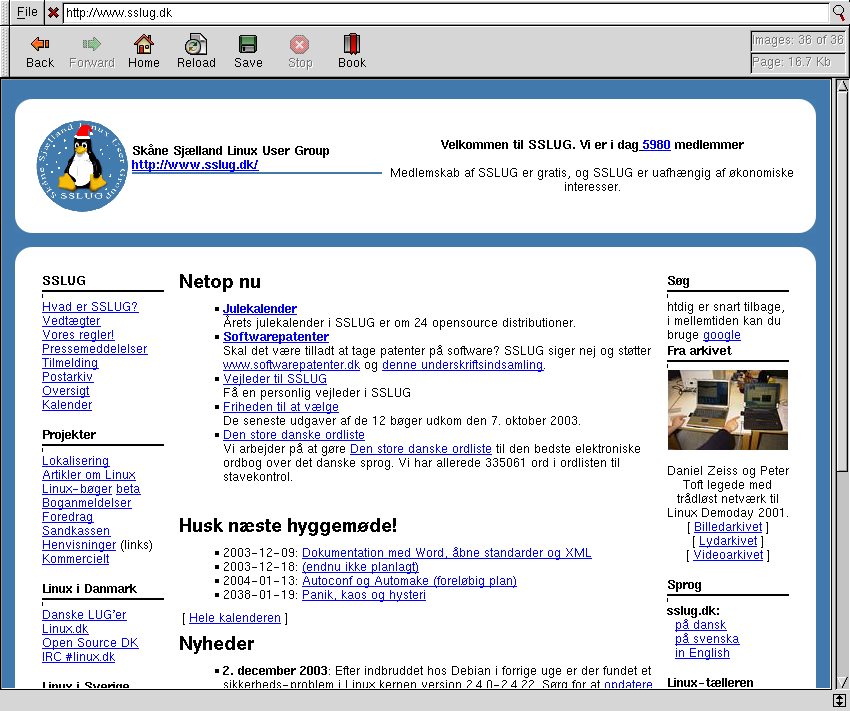 File
http://www.sslug.dk
Back
Forward
Home
Reload
Save
Stop
Book
Images: 36 of 36
Page: 16.7 Kb
Skåne Sjælland Linux User Group
SSLUG
Skåne Sjælland Linux User Group
http://www.sslug.dk/
Velkommen til SSLUG. Vi er i dag 5980 medlemmer
Medlemskab af SSLUG er gratis, og SSLUG er uafhængig af økonomiske
interesser.
SSLUG
Hvad er SSLUG?
Vedtægter
Vores regler!
Pressemeddelelser
Tilmelding
Postarkiv
Oversigt
Kalender
Projekter
Lokalisering
Artikler om Linux
Linux-bøger beta
Boganmeldelser
Foredrag
Sandkassen
Henvisninger (links)
Kommercielt
Linux i Danmark
Danske LUG'er
Linux.dk
Open Source DK
IRC #linux.dk
Linux i Sverige
Netop nu
Julekalender
Årets julekalender i SSLUG er om 24 opensource distributioner.
Softwarepatenter
Skal det være tilladt at tage patenter på software? SSLUG siger nej og støtter
www.softwarepatenter.dk og denne underskriftsindsamling.
Vejleder til SSLUG
Få en personlig vejleder i SSLUG
Friheden til at vælge
De seneste udgaver af de 12 bøger udkom den 7. oktober 2003.
Den store danske ordliste
Vi arbejder på at gøre Den store danske ordliste til den bedste elektroniske
ordbog over det danske sprog. Vi har allerede 335061 ord i ordlisten til
stavekontrol.
Husk næste hyggemøde!
2003-12-09: Dokumentation med Word, åbne standarder og XML
2003-12-18: (endnu ikke planlagt)
2004-01-13: Autoconf og Automake (foreløbig plan)
2038-01-19: Panik, kaos og hysteri
[ Hele kalenderen ]
Nyheder
2. december 2003: Efter indbruddet hos Debian i forrige uge er der fundet et
sikkerheds-problem i Linux kernen version 2.4.0-2.4.22. Sørg for at opdatere
Søg
htdig er snart tilbage,
i mellemtiden kan du
bruge google
Fra arkivet
Daniel Zeiss og Peter
Toft legede med
trådløst netværk til
Linux Demoday 2001.
[ Billedarkivet ]
[ Lydarkivet ]
[ Videoarkivet ]
Sprog
sslug.dk:
på dansk
på svenska
in English
Linux-tælleren